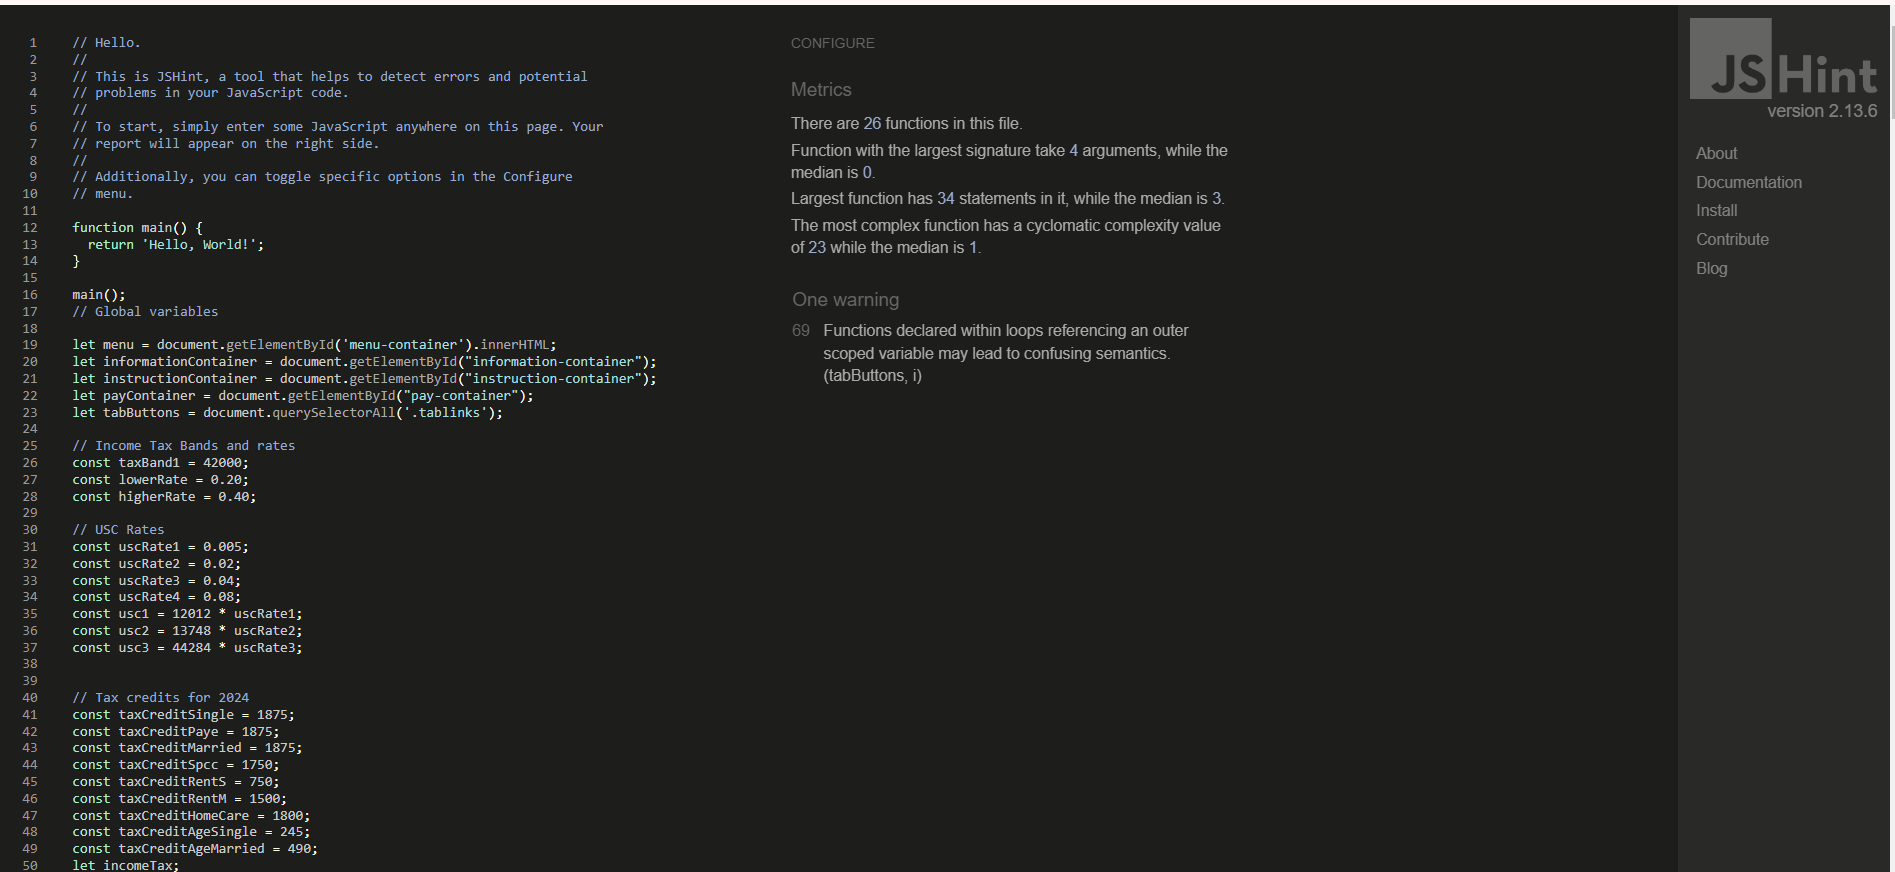 1 // Hello.
2 //
3 // This is JSHint, a tool that helps to detect errors and potential
4 // problems in your JavaScript code.
5 //
6 // To start, simply enter some JavaScript anywhere on this page. Your
7 // report will appear on the right side.
8 //
9 // Additionally, you can toggle specific options in the Configure
10 // menu.
11
12 function main() {
13   return 'Hello, World!';
14 }
15
16 main();
17 // Global variables
18
19 let menu = document.getElementById('menu-container').innerHTML;
20 let informationContainer = document.getElementById("information-container");
21 let instructionContainer = document.getElementById("instruction-container");
22 let payContainer = document.getElementById("pay-container");
23 let tabButtons = document.querySelectorAll('.tablinks');
24
25 // Income Tax Bands and rates
26 const taxBand1 = 42000;
27 const lowerRate = 0.20;
28 const higherRate = 0.40;
29
30 // USC Rates
31 const uscRate1 = 0.005;
32 const uscRate2 = 0.02;
33 const uscRate3 = 0.04;
34 const uscRate4 = 0.08;
35 const usc1 = 12012 * uscRate1;
36 const usc2 = 13748 * uscRate2;
37 const usc3 = 44284 * uscRate3;
38
39
40 // Tax credits for 2024
41 const taxCreditSingle = 1875;
42 const taxCreditPaye = 1875;
43 const taxCreditMarried = 1875;
44 const taxCreditSpcc = 1750;
45 const taxCreditRentS = 750;
46 const taxCreditRentM = 1500;
47 const taxCreditHomeCare = 1800;
48 const taxCreditAgeSingle = 245;
49 const taxCreditAgeMarried = 490;
50 let incomeTax;
CONFIGURE
Metrics
There are 26 functions in this file.
Function with the largest signature take 4 arguments, while the
median is 0.
Largest function has 34 statements in it, while the median is 3.
The most complex function has a cyclomatic complexity value
of 23 while the median is 1.
One warning
69 Functions declared within loops referencing an outer
scoped variable may lead to confusing semantics.
(tabButtons, i)
JSHint
version 2.13.6
About
Documentation
Install
Contribute
Blog